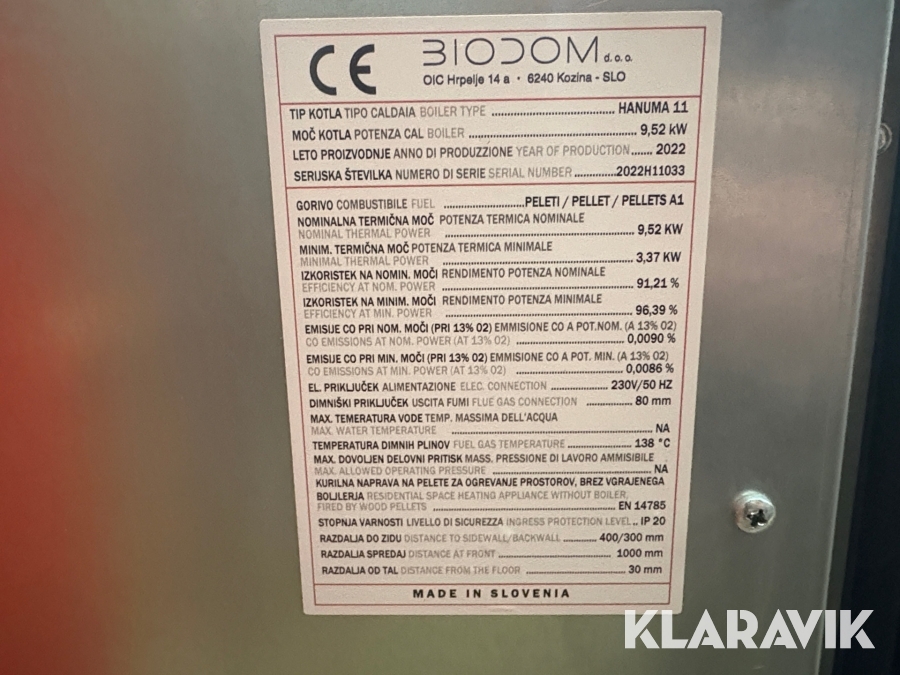 CE BIODOM d.o.o.
OIC Hrpelje 14 a • 6240 Kozina - SLO
TIP KOTLA TIPO CALDAIA BOILER TYPE ........ HANUMA 11
MOČ KOTLA POTENZA CAL BOILER ........ 9,52 kW
LETO PROIZVODNJE ANNO DI PRODUZZIONE YEAR OF PRODUCTION...... 2022
SERIJSKA ŠTEVILKA NUMERO DI SERIE SERIAL NUMBER ............2022H11033
GORIVO COMBUSTIBILE FUEL ........PELETI / PELLET / PELLETS A1
NOMINALNA TERMIČNA MOČ POTENZA TERMICA NOMINALE
NOMINAL THERMAL POWER ........ 9,52 KW
MINIM. TERMIČNA MOČ POTENZA TERMICA MINIMALE
MINIMAL THERMAL POWER ........ 3,37 KW
IZKORISTEK NA NOMIN. MOČI RENDIMENTO POTENZA NOMINALE
EFFICIENCY AT NOM. POWER ........ 91,21 %
IZKORISTEK NA MINIM. MOČI RENDIMENTO POTENZA MINIMALE
EFFICIENCY AT MIN. POWER ........ 96,39 %
EMISIJE CO PRI NOM. MOČI (PRI 13% 02) EMMISIONE CO A POT.NOM. (A 13% 02)
CO EMISSIONS AT NOM. POWER (AT 13% 02) ........ 0,0090 %
EMISIJE CO PRI MIN. MOČI (PRI 13% 02) EMMISIONE CO A POT. MIN. (A 13% 02)
CO EMISSIONS AT MIN. POWER (AT 13% 02) ........ 0,0086 %
EL. PRIKLJUČEK ALIMENTAZIONE ELEC. CONNECTION ........ 230V/50 HZ
DIMNIŠKI PRIKLJUČEK USCITA FUMI FLUE GAS CONNECTION ........ 80 mm
MAX. TEMERATURA VODE TEMP. MASSIMA DELL'ACQUA
MAX. WATER TEMPERATURE ........ NA
TEMPERATURA DIMNIH PLINOV FUEL GAS TEMPERATURE ........ 138 °C
MAX. DOVOLJEN DELOVNI PRITISK MASS. PRESSIONE DI LAVORO AMMISIBILE
MAX. ALLOWED OPERATING PRESSURE ........ NA
KURILNA NAPRAVA NA PELETE ZA OGREVANJE PROSTOROV, BREZ VGRAJENEGA
BOJLJERJA RESIDENTIAL SPACE HEATING APPLIANCE WITHOUT BOILER,
FIRED BY WOOD PELLETS ........ EN 14785
STOPNJA VARNOSTI LIVELLO DI SICUREZZA INGRESS PROTECTION LEVEL .. IP 20
RAZDALJA DO ZIDU DISTANCE TO SIDEWALL/BACKWALL ........ 400/300 mm
RAZDALJA SPREDAJ DISTANCE AT FRONT ........ 1000 mm
RAZDALJA OD TAL DISTANCE FROM THE FLOOR ........ 30 mm
MADE IN SLOVENIA
KLARAVIK